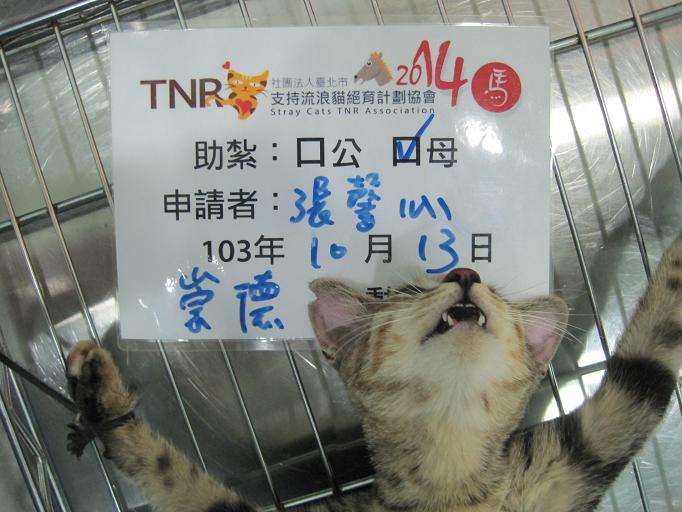 TNR 社團法人臺北市 2014 馬
支持流浪貓絕育計劃協會
Stray Cats TNR Association
助紮：口公 口母
申請者：張馨心
103年 10月 13日
崇德